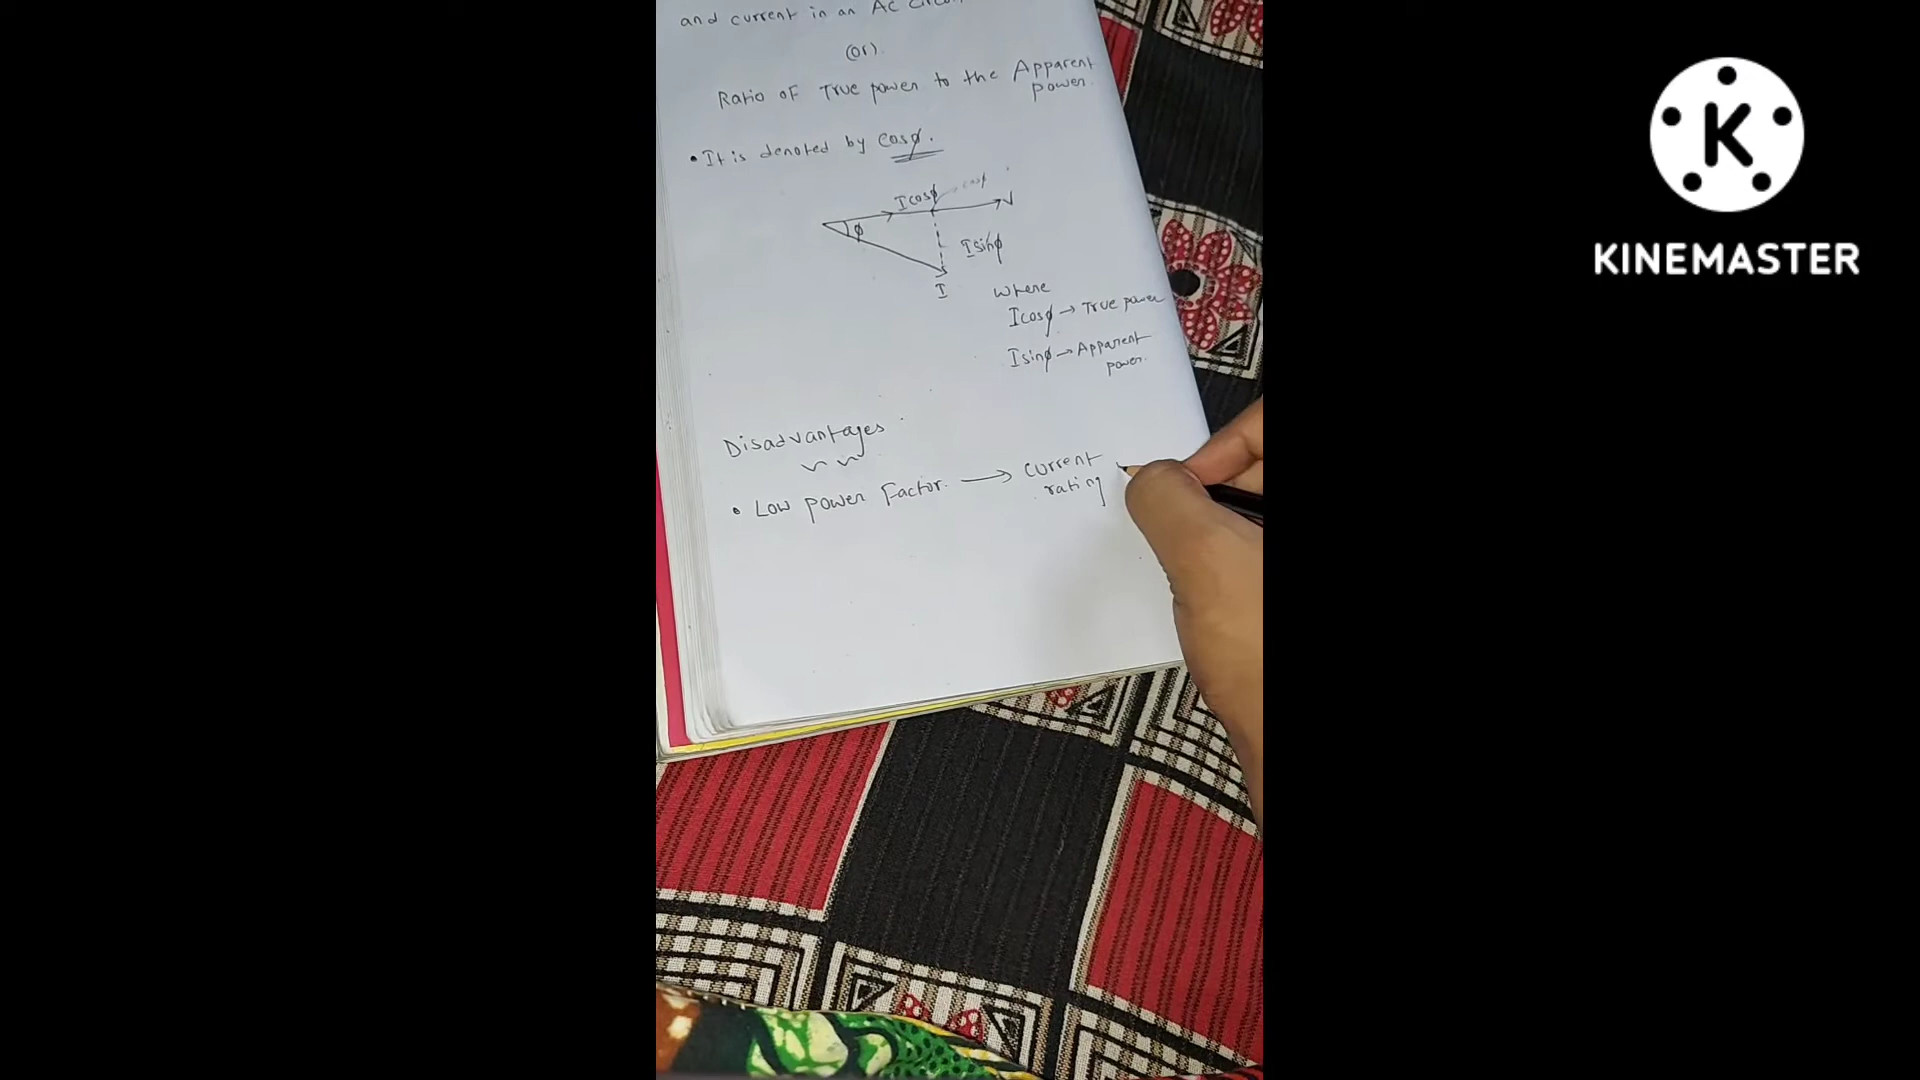 and current in an AC
(or)
Ratio of True power to the Apparent
power.
• It is denoted by cosϕ.
Icosϕ
cosϕ
V
ϕ
Isinϕ
I
where
Icosϕ → True power
Isinϕ → Apparent
power.
Disadvantages
• Low power Factor. → current
rating
K
KINEMASTER